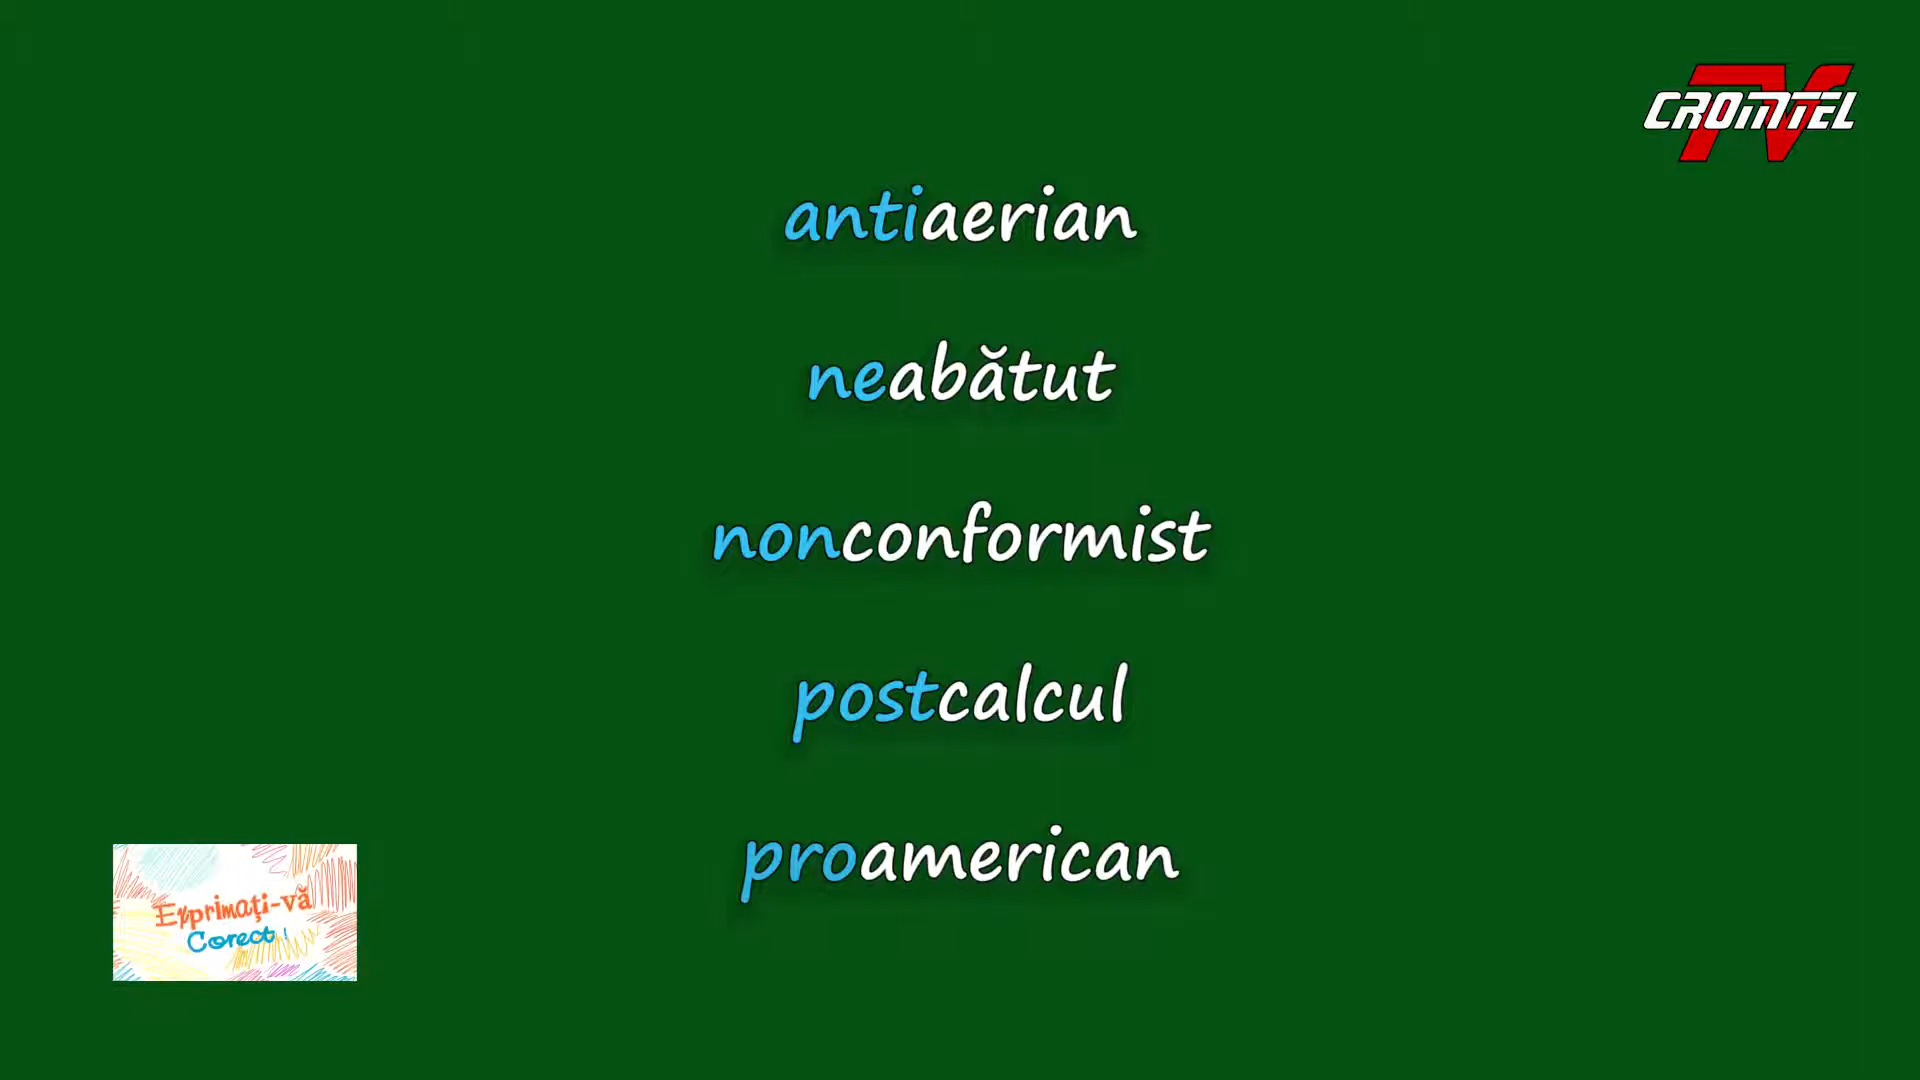 CROMTEL
TV
antiaerian
neabătut
nonconformist
postcalcul
proamerican
Exprimați-vă
Corect!